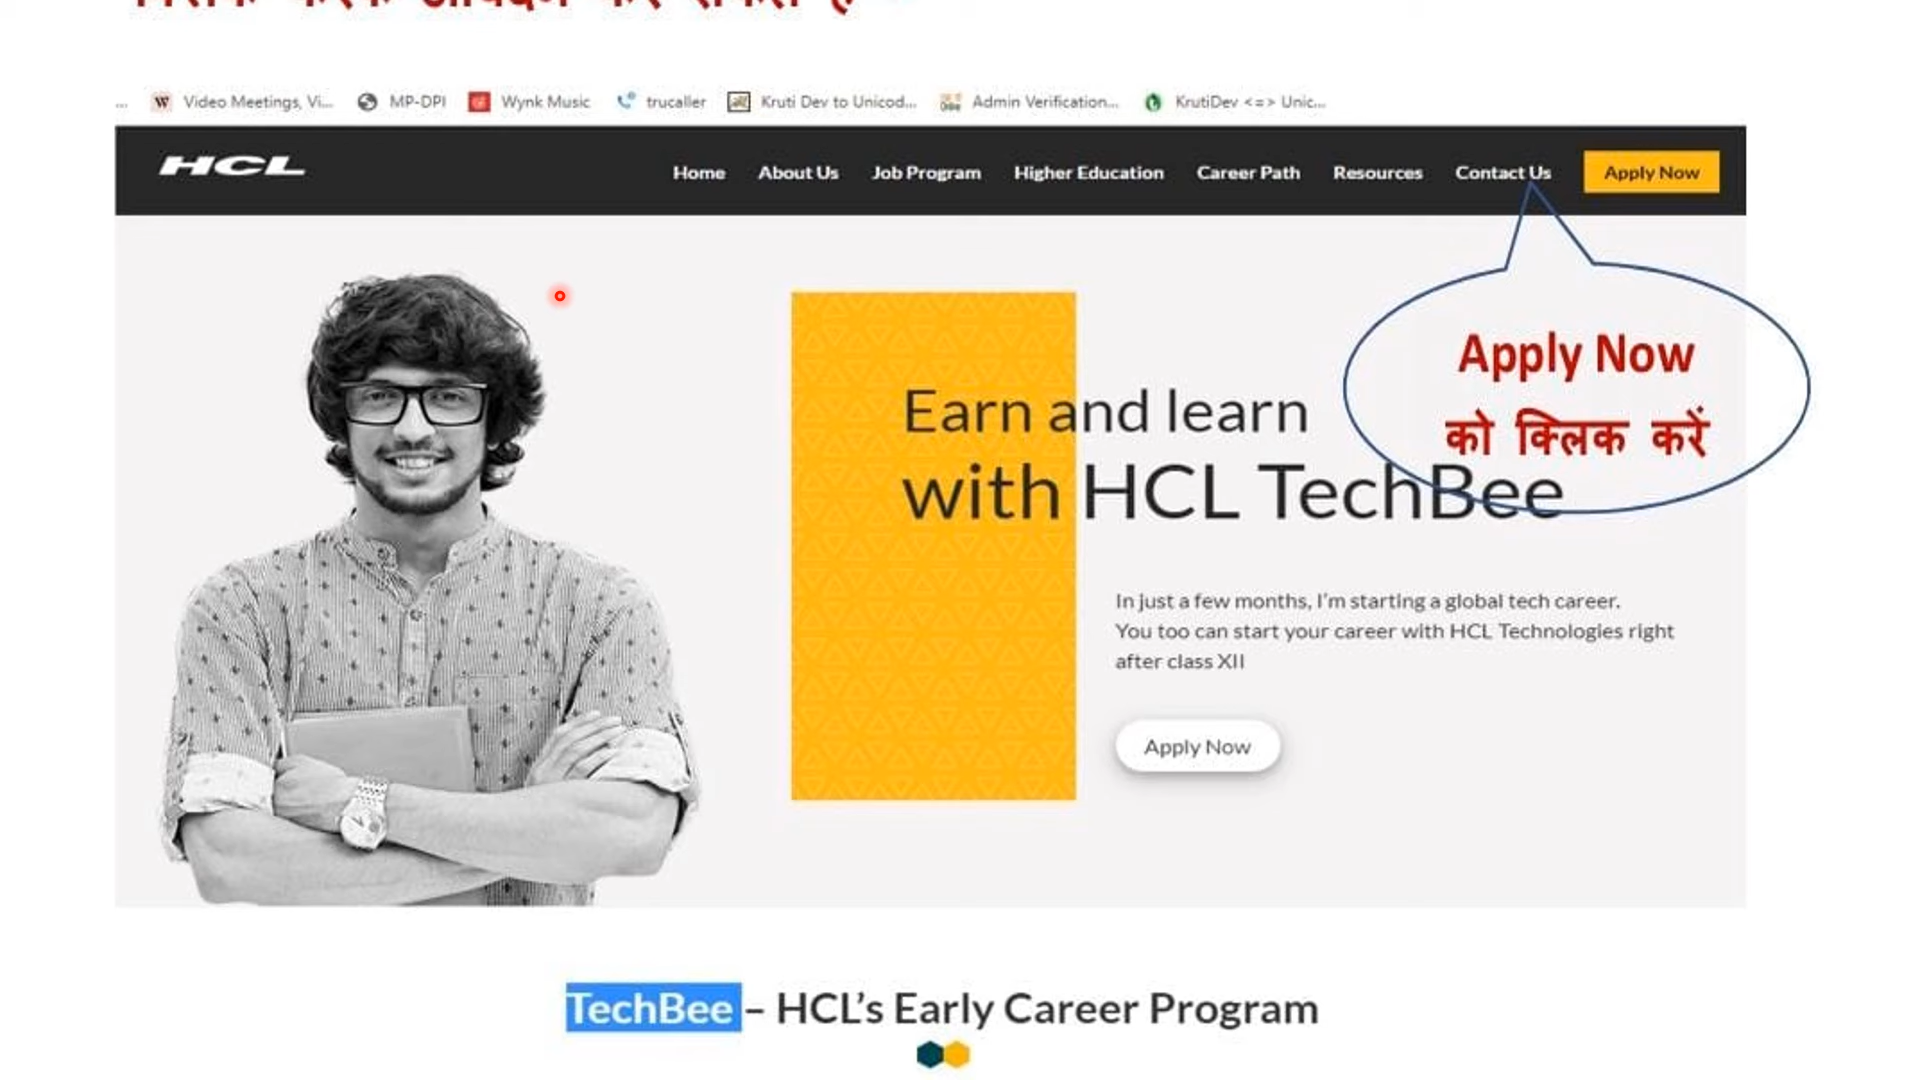 ... Video Meetings, Vi... MP-DPI Wynk Music trucaller Kruti Dev to Unicod... Admin Verification... KrutiDev <=> Unic...
HCL Home About Us Job Program Higher Education Career Path Resources Contact Us Apply Now
Apply Now
को क्लिक करें
Earn and learn
with HCL TechBee
In just a few months, I'm starting a global tech career.
You too can start your career with HCL Technologies right
after class XII
Apply Now
TechBee – HCL's Early Career Program